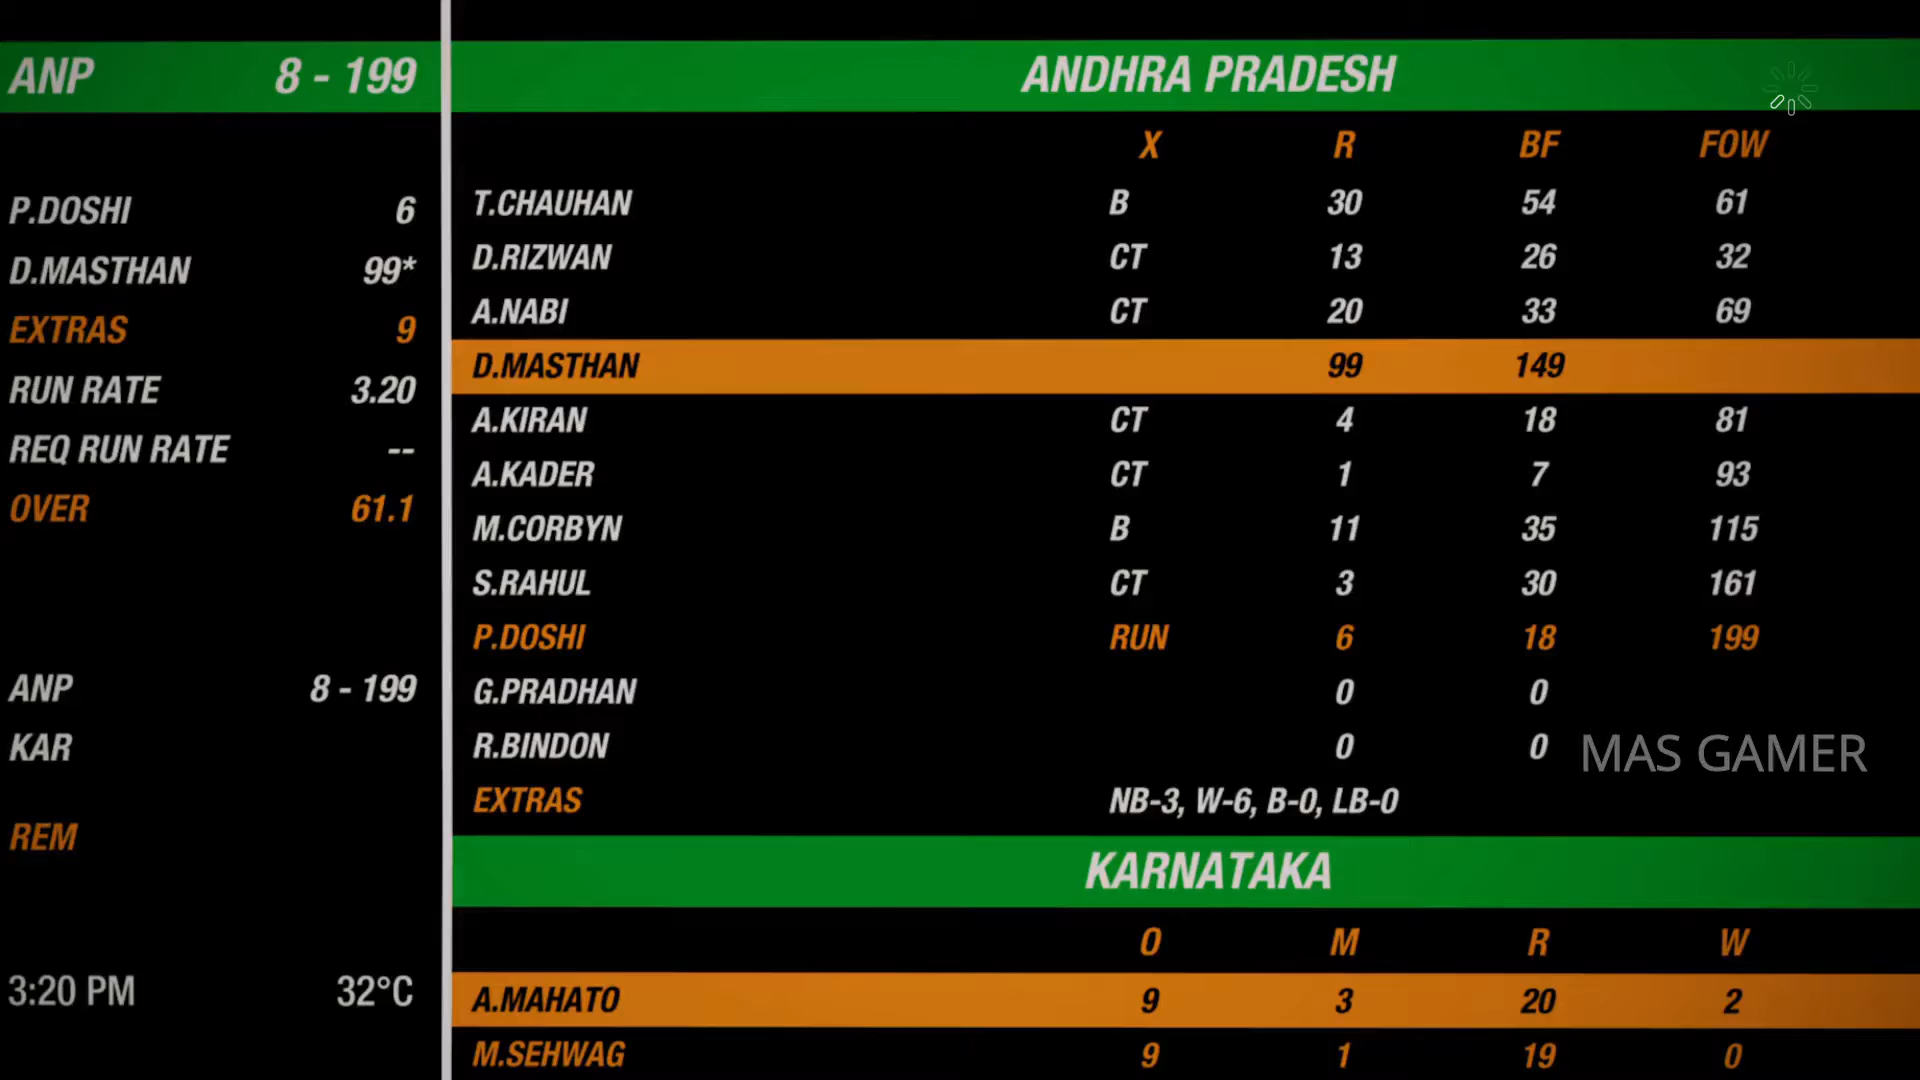 ANP 8 - 199
P.DOSHI 6
D.MASTHAN 99*
EXTRAS 9
RUN RATE 3.20
REQ RUN RATE --
OVER 61.1
ANP 8 - 199
KAR
REM
3:20 PM 32°C
ANDHRA PRADESH
X R BF FOW
T.CHAUHAN B 30 54 61
D.RIZWAN CT 13 26 32
A.NABI CT 20 33 69
D.MASTHAN 99 149
A.KIRAN CT 4 18 81
A.KADER CT 1 7 93
M.CORBYN B 11 35 115
S.RAHUL CT 3 30 161
P.DOSHI RUN 6 18 199
G.PRADHAN 0 0
R.BINDON 0 0
MAS GAMER
EXTRAS NB-3, W-6, B-0, LB-0
KARNATAKA
O M R W
A.MAHATO 9 3 20 2
M.SEHWAG 9 1 19 0